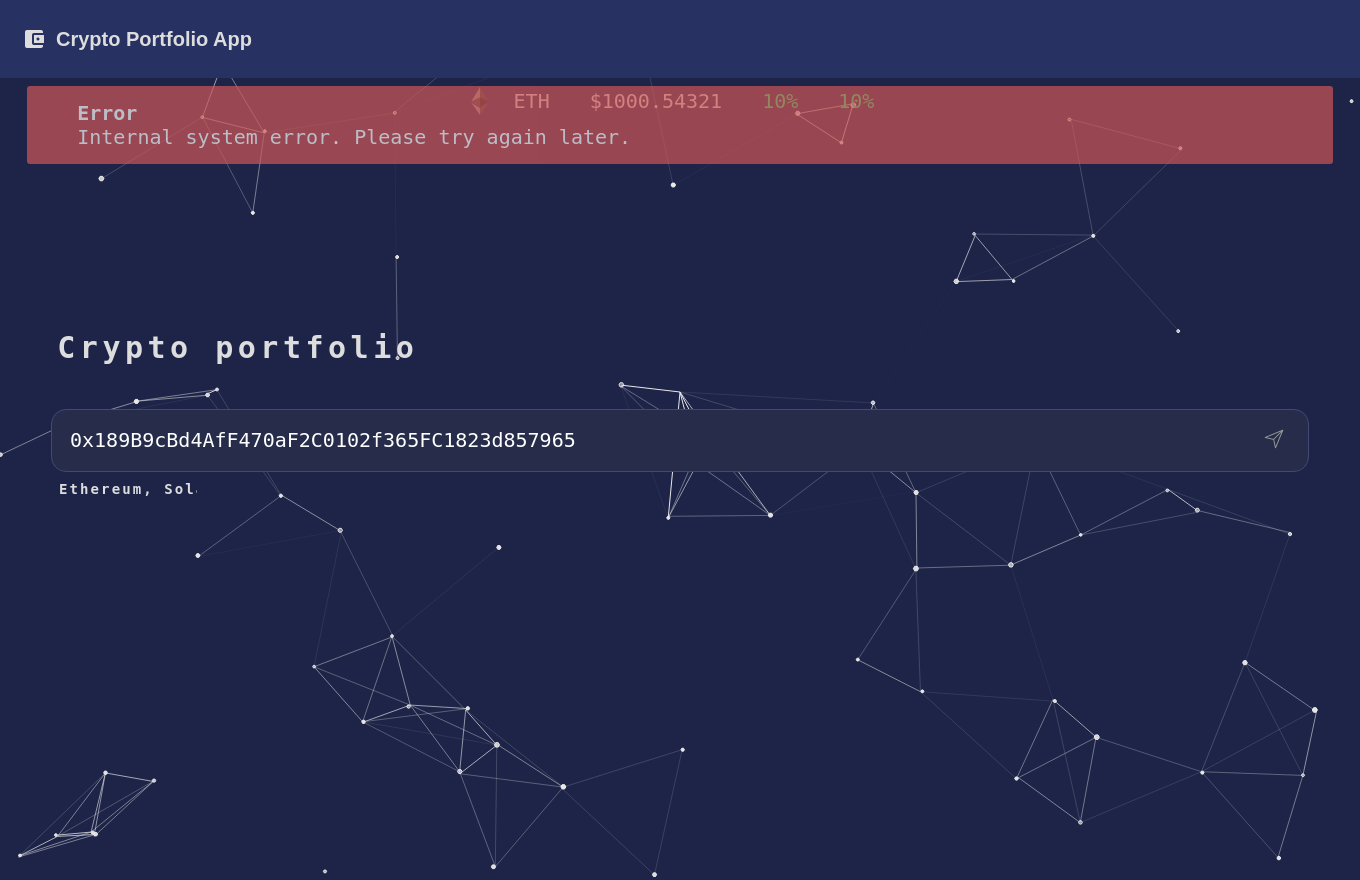 Crypto Portfolio App
ETH $1000.54321 10% 10%
Error
Internal system error. Please try again later.
Crypto portfolio
0x189B9cBd4AfF470aF2C0102f365FC1823d857965
Ethereum, Sol